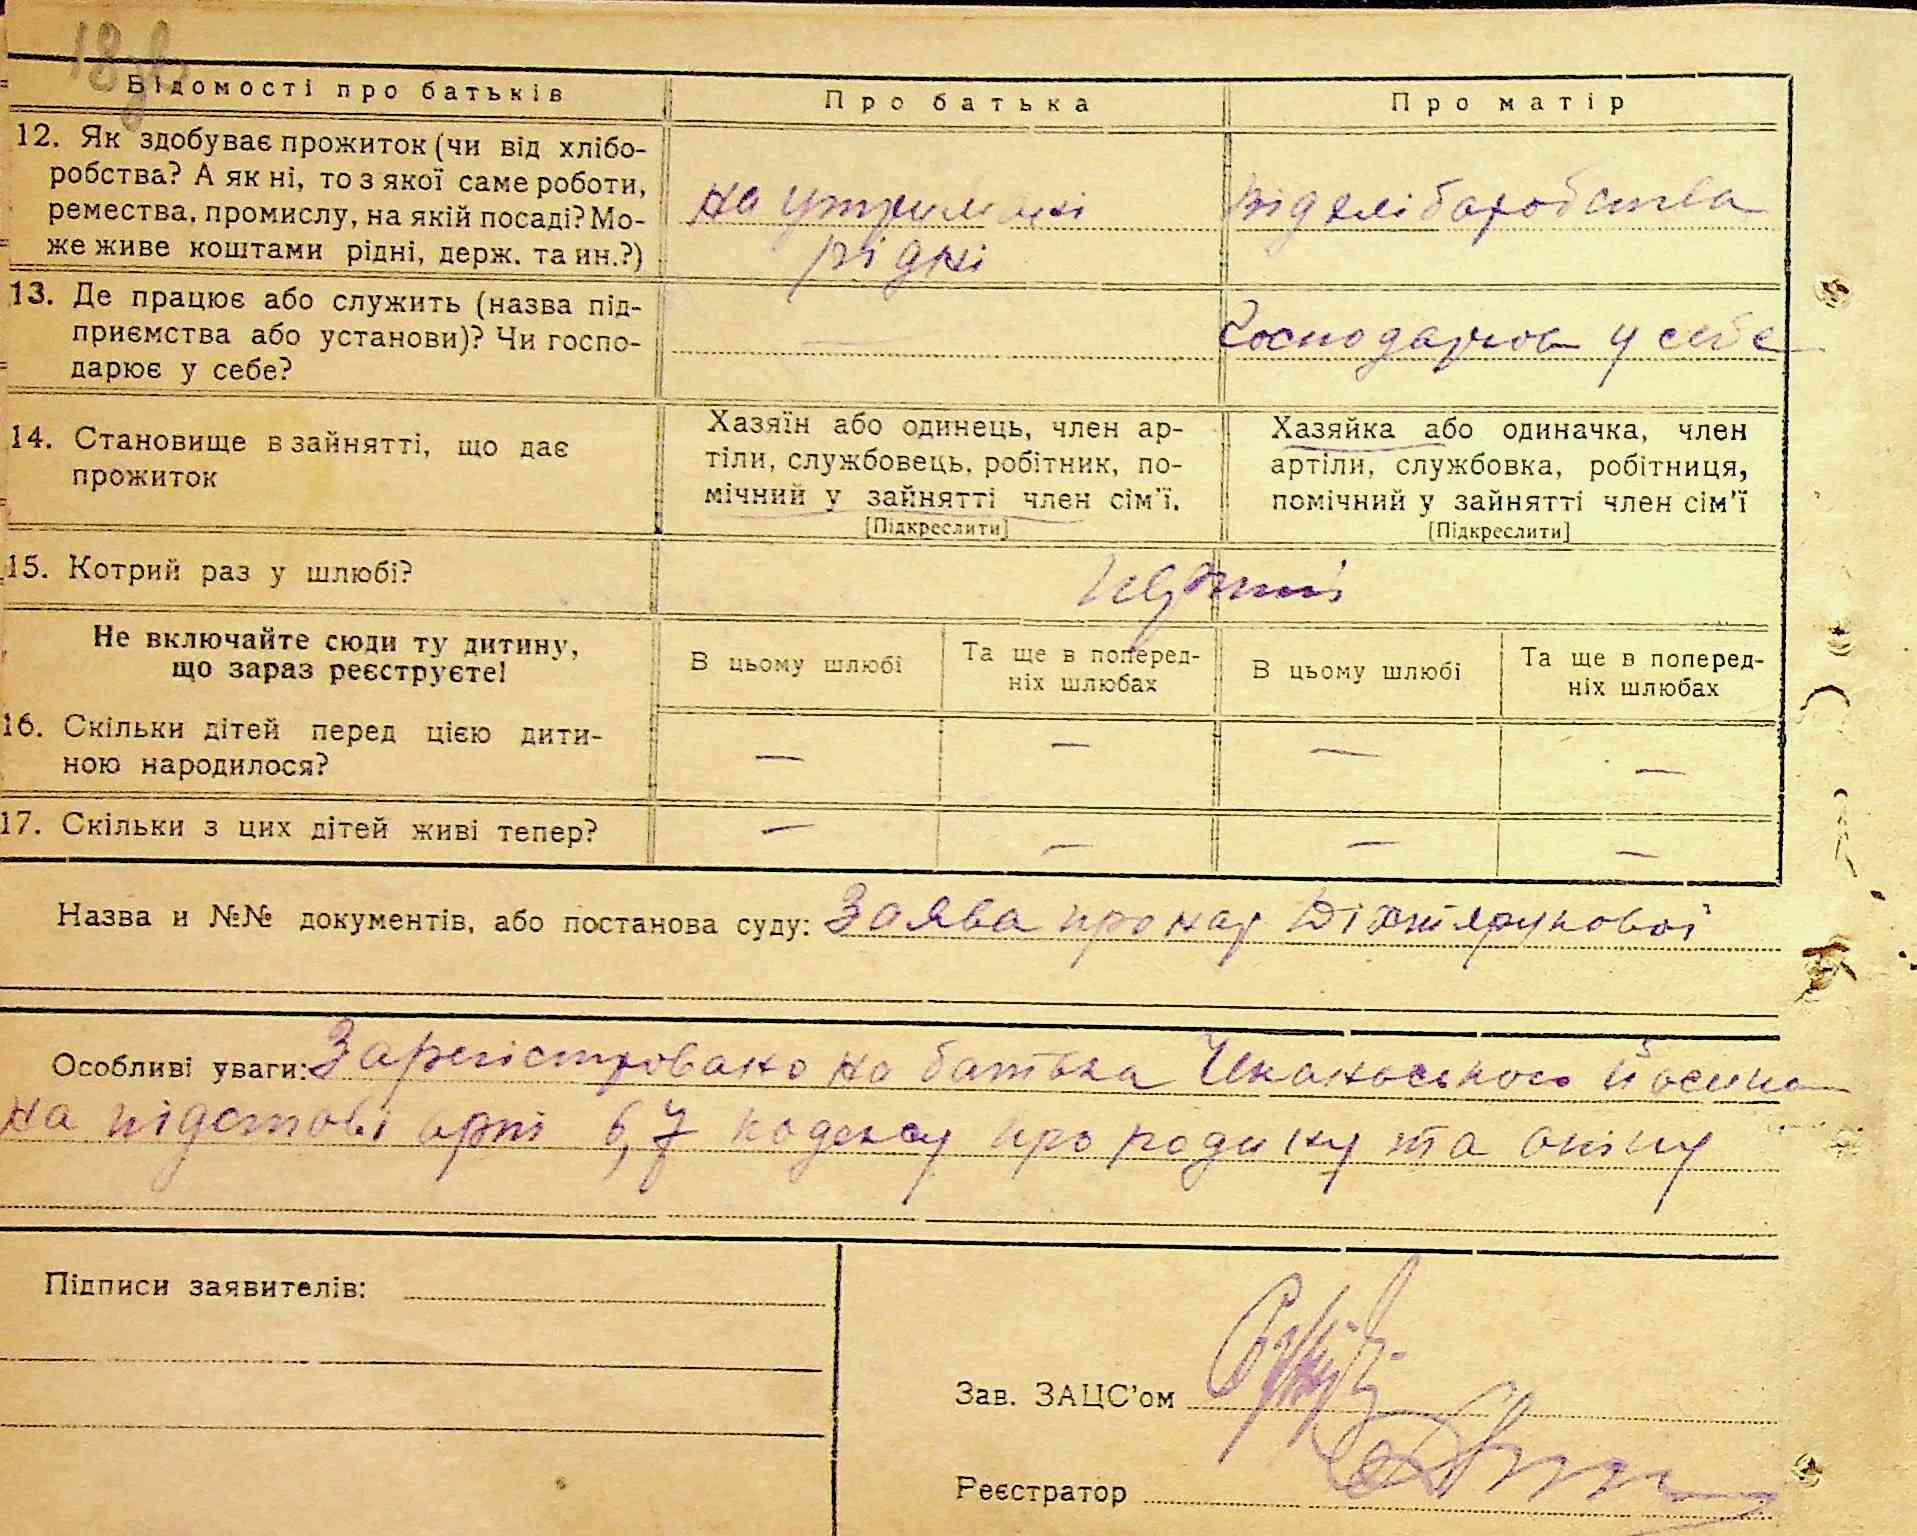 18
Відомості про батьків
Про батька
Про матір
12. Як здобуває прожиток (чи від хлібо-
робства? А як ні, то з якої саме роботи,
ремества, промислу, на якій посаді? Мо-
же живе коштами рідні, держ. та ин.?)
на утриманні
рідні
від хліборобства
13. Де працює або служить (назва під-
приємства або установи)? Чи госпо-
дарює у себе?
—
Господарює у себе
14. Становище в зайнятті, що дає
прожиток
Хазяїн або одинець, член ар-
тіли, службовець, робітник, по-
мічний у зайнятті член сім'ї.
[Підкреслити]
Хазяйка або одиначка, член
артіли, службовка, робітниця,
помічний у зайнятті член сім'ї
[Підкреслити]
15. Котрий раз у шлюбі?
Не включайте сюди ту дитину,
що зараз реєструєте!
В цьому шлюбі
Та ще в поперед-
ніх шлюбах
В цьому шлюбі
Та ще в поперед-
ніх шлюбах
16. Скільки дітей перед цією дити-
ною народилося?
— — — —
17. Скільки з цих дітей живі тепер?
— — — —
Назва и №№ документів, або постанова суду: Заява про нар
Особливі уваги: Зарегістровано на батька Йосипа
на підставі арт 6,7 кодексу про родину та опіку
Підписи заявителів:
Зав. ЗАЦС'ом
Реєстратор